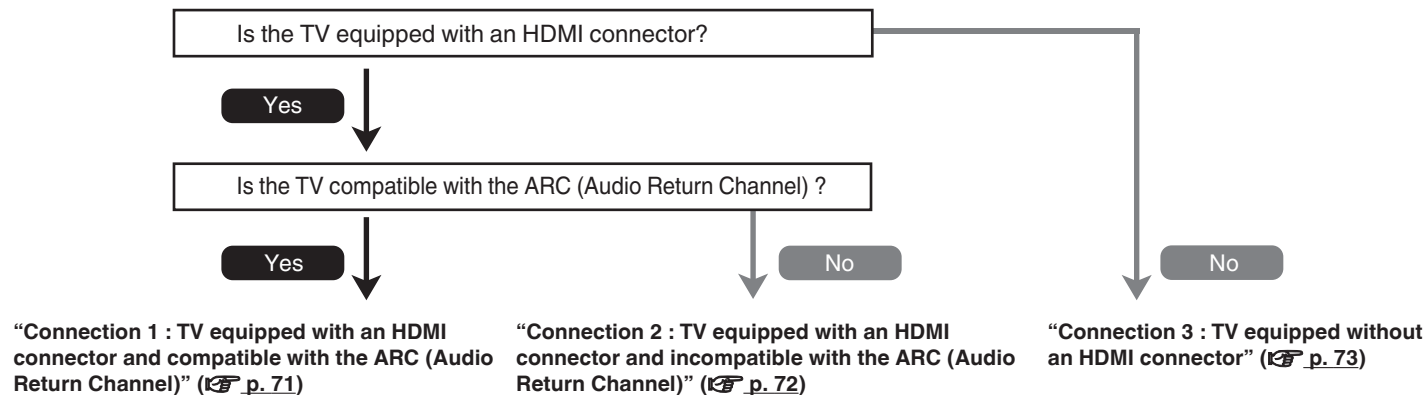 Is the TV equipped with an HDMI connector?
Yes
Is the TV compatible with the ARC (Audio Return Channel) ?
Yes
No
No
“Connection 1 : TV equipped with an HDMI
connector and compatible with the ARC (Audio
Return Channel)” (☞ p. 71)
“Connection 2 : TV equipped with an HDMI
connector and incompatible with the ARC (Audio
Return Channel)” (☞ p. 72)
“Connection 3 : TV equipped without
an HDMI connector” (☞ p. 73)